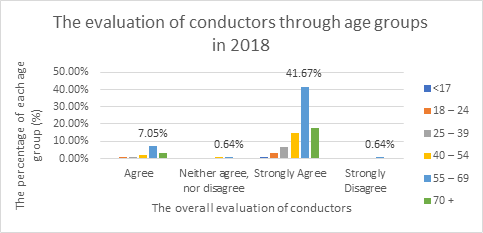 The evaluation of conductors through age groups
in 2018
The percentage of each age
group (%)
50.00%
40.00%
30.00%
20.00%
10.00%
0.00%
7.05%
0.64%
41.67%
0.64%
Agree
Neither agree,
nor disagree
Strongly Agree
Strongly
Disagree
The overall evaluation of conductors
<17
18 – 24
25 – 39
40 – 54
55 – 69
70 +